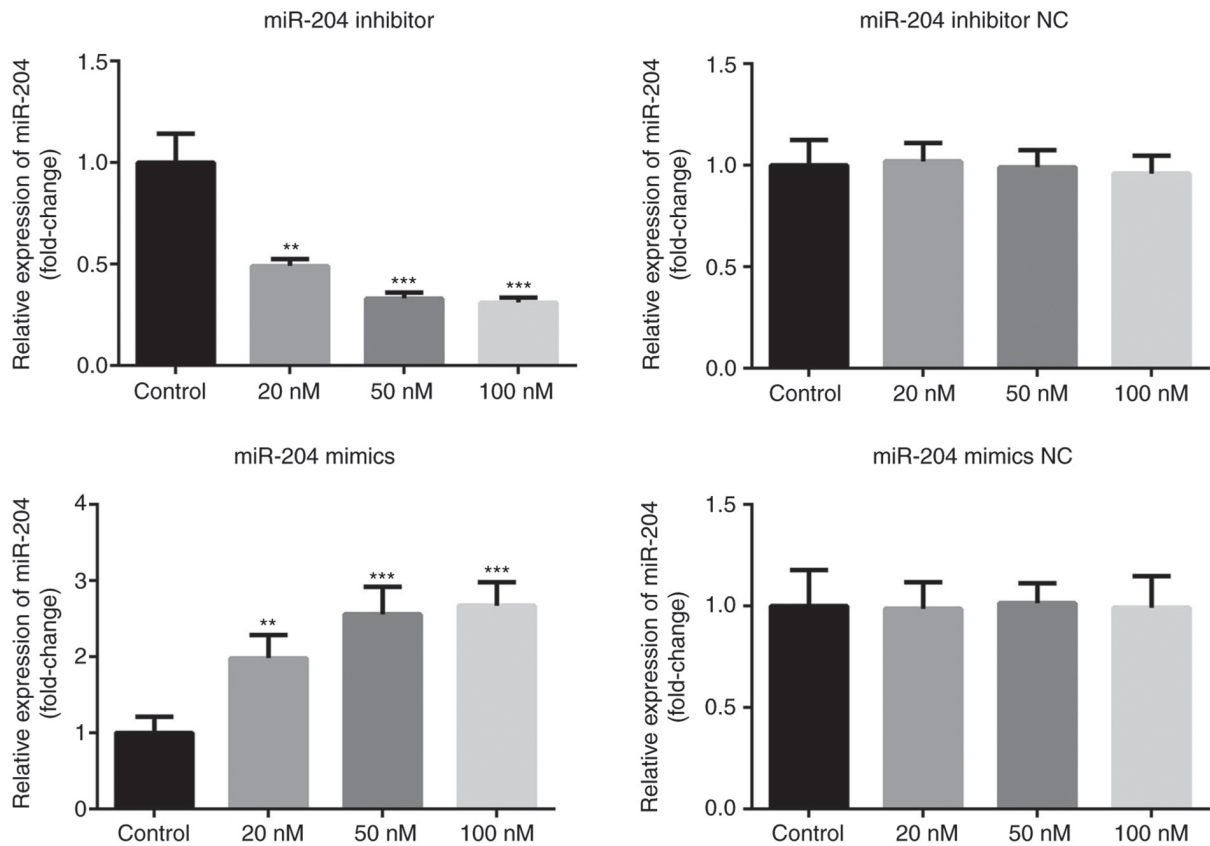 miR-204 inhibitor
Relative expression of miR-204
(fold-change)
1.5
1.0
0.5
0.0
**
***
***
Control 20 nM 50 nM 100 nM
miR-204 inhibitor NC
Relative expression of miR-204
(fold-change)
1.5
1.0
0.5
0.0
Control 20 nM 50 nM 100 nM
miR-204 mimics
Relative expression of miR-204
(fold-change)
4
3
2
1
0
**
***
***
Control 20 nM 50 nM 100 nM
miR-204 mimics NC
Relative expression of miR-204
(fold-change)
1.5
1.0
0.5
0.0
Control 20 nM 50 nM 100 nM